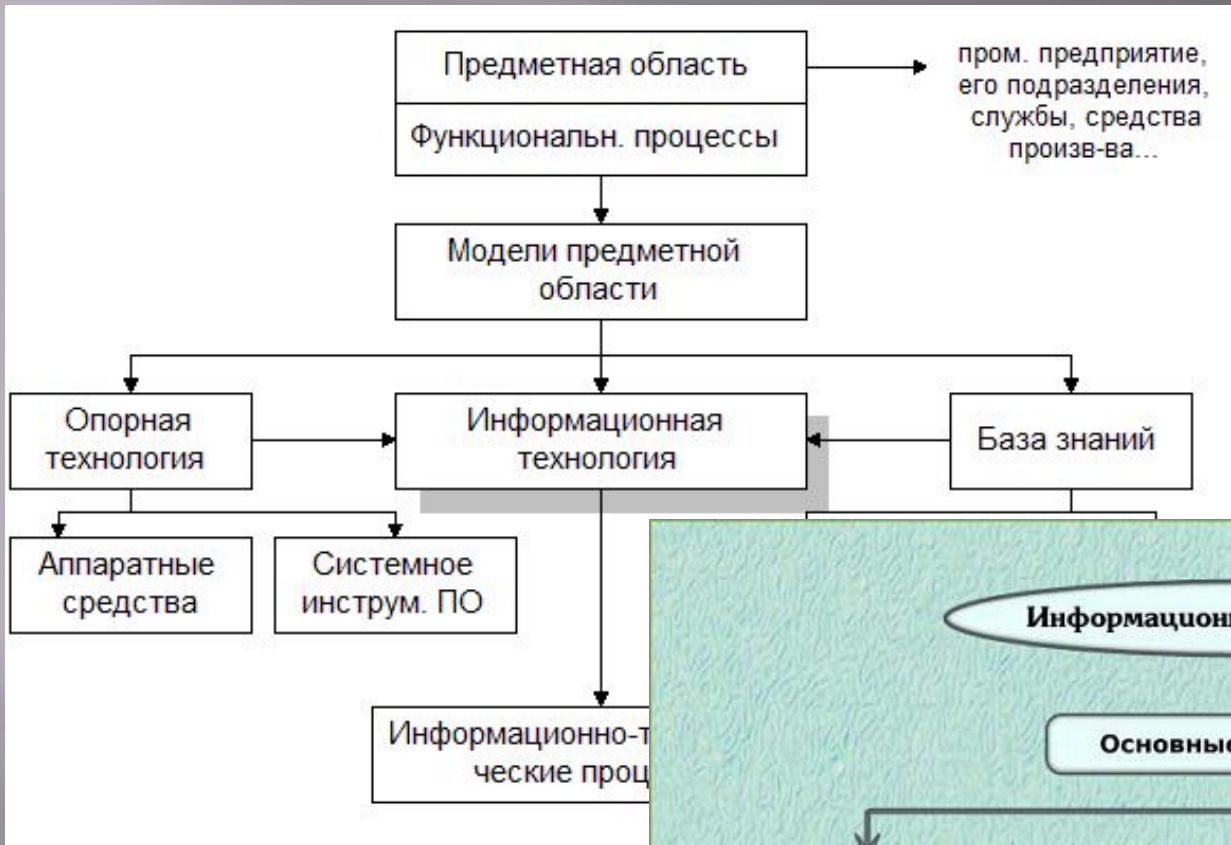 Предметная область
Функциональн. процессы
пром. предприятие,
его подразделения,
службы, средства
произв-ва...
Модели предметной
области
Опорная
технология
Информационная
технология
База знаний
Аппаратные
средства
Системное
инструм. ПО
Информационно-т
ческие проц
Информацион
Основные